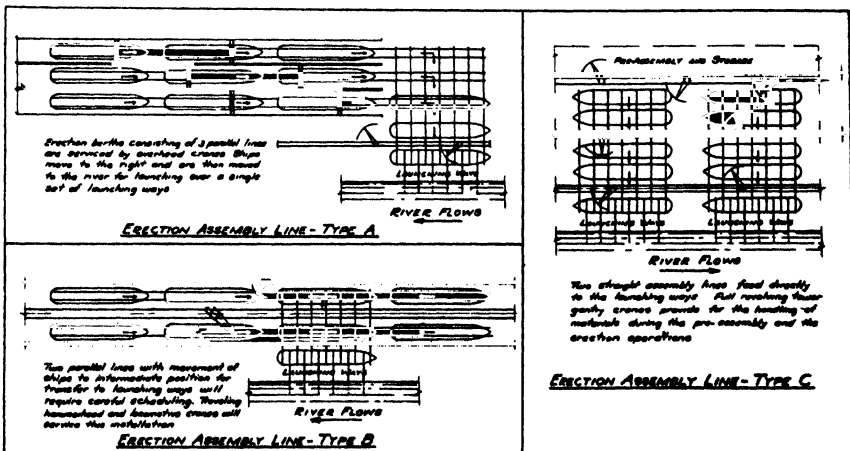 Erection berths consisting of 3 parallel lines
are serviced by overhead cranes Ships
move to the right and are then moved
to the river for launching over a single
set of launching ways
LAUNCHING WAYS
RIVER FLOWS
ERECTION ASSEMBLY LINE - TYPE A
Two parallel lines with movement of
ships to intermediate position for
transfer to launching ways will
require careful scheduling. Traveling
hammerhead and locomotive cranes will
service this installation
LAUNCHING WAYS
RIVER FLOWS
ERECTION ASSEMBLY LINE - TYPE B
PRE-ASSEMBLY AND STORAGE
LAUNCHING WAYS LAUNCHING WAYS
RIVER FLOWS
Two straight assembly lines feed directly
to the launching ways Full revolving tower
gantry cranes provide for the handling of
materials during the pre-assembly and the
erection operations
ERECTION ASSEMBLY LINE - TYPE C